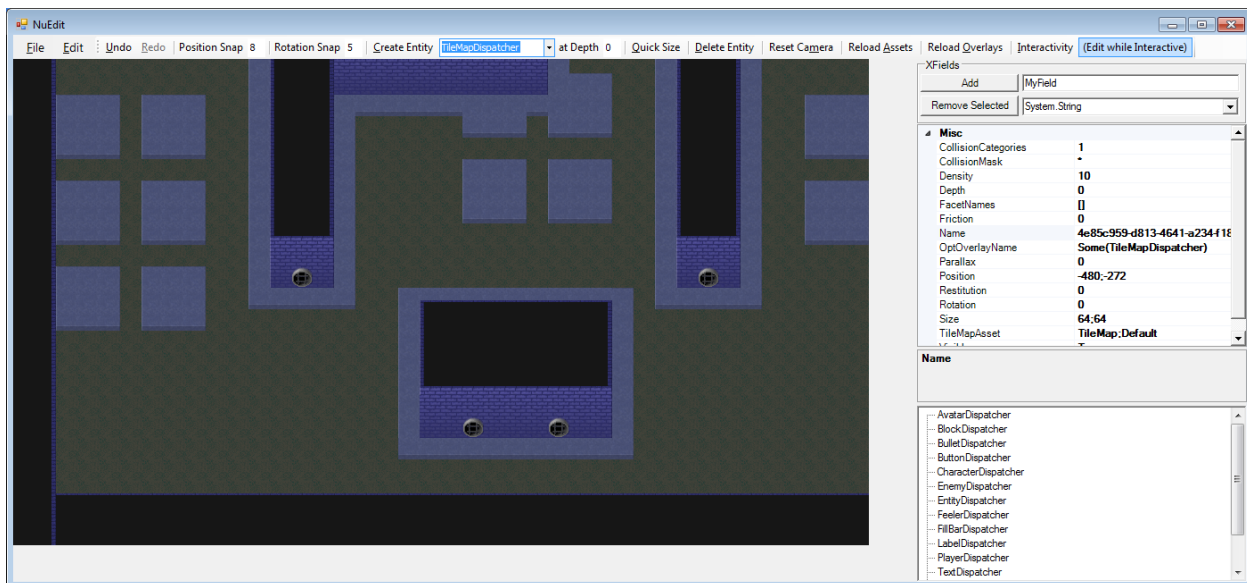 NuEdit
File Edit Undo Redo Position Snap 8 Rotation Snap 5 Create Entity TileMapDispatcher at Depth 0 Quick Size Delete Entity Reset Camera Reload Assets Reload Overlays Interactivity (Edit while Interactive)
XFields
Add MyField
Remove Selected System.String
Misc
CollisionCategories 1
CollisionMask *
Density 10
Depth 0
FacetNames []
Friction 0
Name 4e85c959-d813-4641-a234-f18
OptOverlayName Some(TileMapDispatcher)
Parallax 0
Position -480;-272
Restitution 0
Rotation 0
Size 64;64
TileMapAsset TileMap;Default
Name
AvatarDispatcher
BlockDispatcher
BulletDispatcher
ButtonDispatcher
CharacterDispatcher
EnemyDispatcher
EntityDispatcher
FeelerDispatcher
FillBarDispatcher
LabelDispatcher
PlayerDispatcher
TextDispatcher